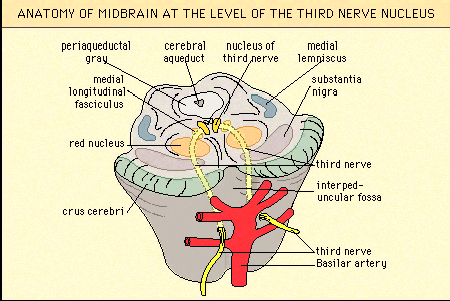 ANATOMY OF MIDBRAIN AT THE LEVEL OF THE THIRD NERVE NUCLEUS
periaqueductal
gray
cerebral
aqueduct
nucleus of
third nerve
medial
lemniscus
medial
longitudinal
fasciculus
substantia
nigra
red nucleus
third nerve
interped-
uncular fossa
crus cerebri
third nerve
Basilar artery